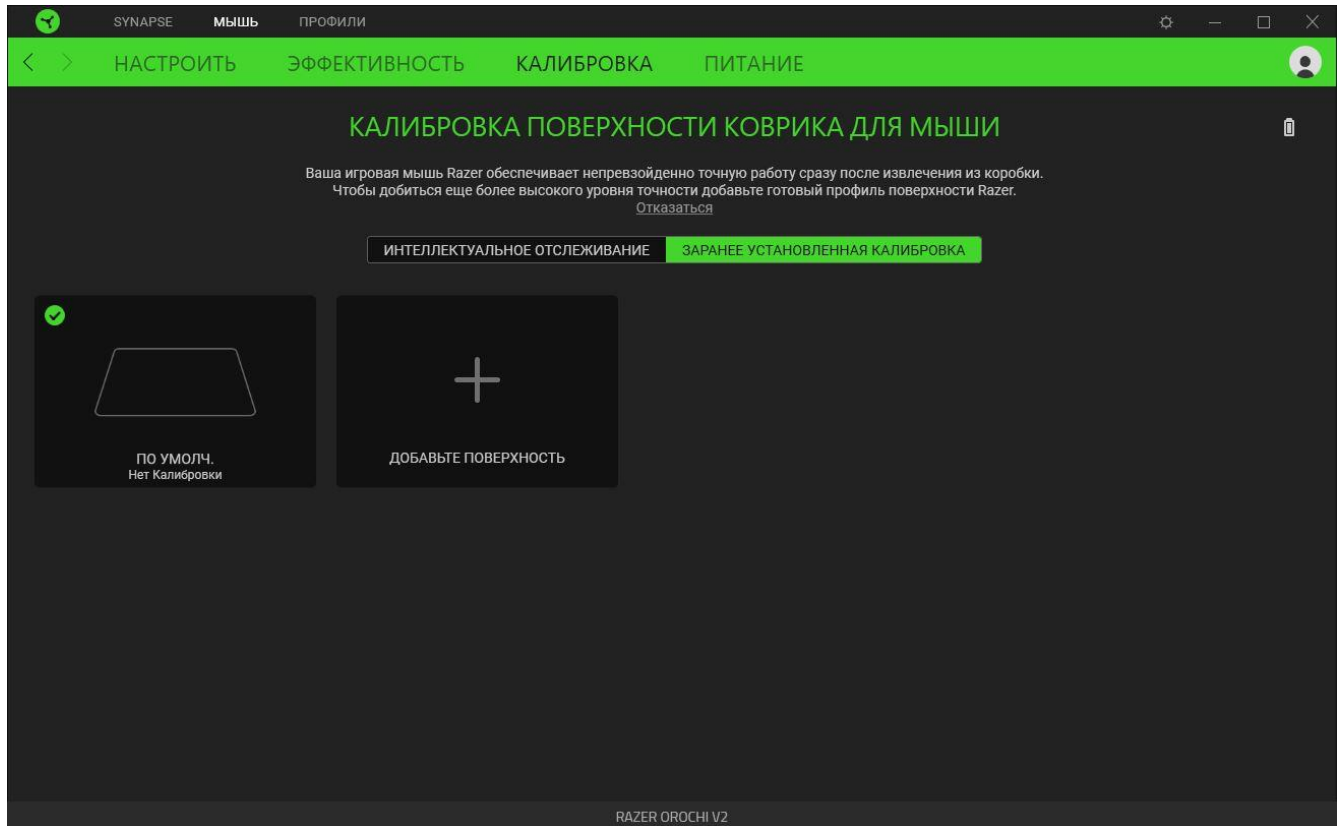 SYNAPSE МЫШЬ ПРОФИЛИ
НАСТРОИТЬ ЭФФЕКТИВНОСТЬ КАЛИБРОВКА ПИТАНИЕ
КАЛИБРОВКА ПОВЕРХНОСТИ КОВРИКА ДЛЯ МЫШИ
Ваша игровая мышь Razer обеспечивает непревзойденно точную работу сразу после извлечения из коробки.
Чтобы добиться еще более высокого уровня точности добавьте готовый профиль поверхности Razer.
Отказаться
ИНТЕЛЛЕКТУАЛЬНОЕ ОТСЛЕЖИВАНИЕ ЗАРАНЕЕ УСТАНОВЛЕННАЯ КАЛИБРОВКА
ПО УМОЛЧ.
Нет Калибровки
ДОБАВЬТЕ ПОВЕРХНОСТЬ
RAZER OROCHI V2